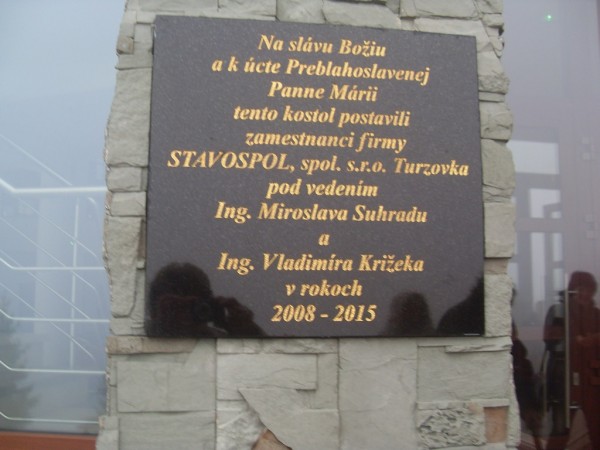 Na slávu Božiu
a k úcte Preblahoslavenej
Panne Márii
tento kostol postavili
zamestnanci firmy
STAVOSPOL, spol. s.r.o. Turzovka
pod vedením
Ing. Miroslava Suhradu
a
Ing. Vladimíra Križeka
v rokoch
2008 - 2015